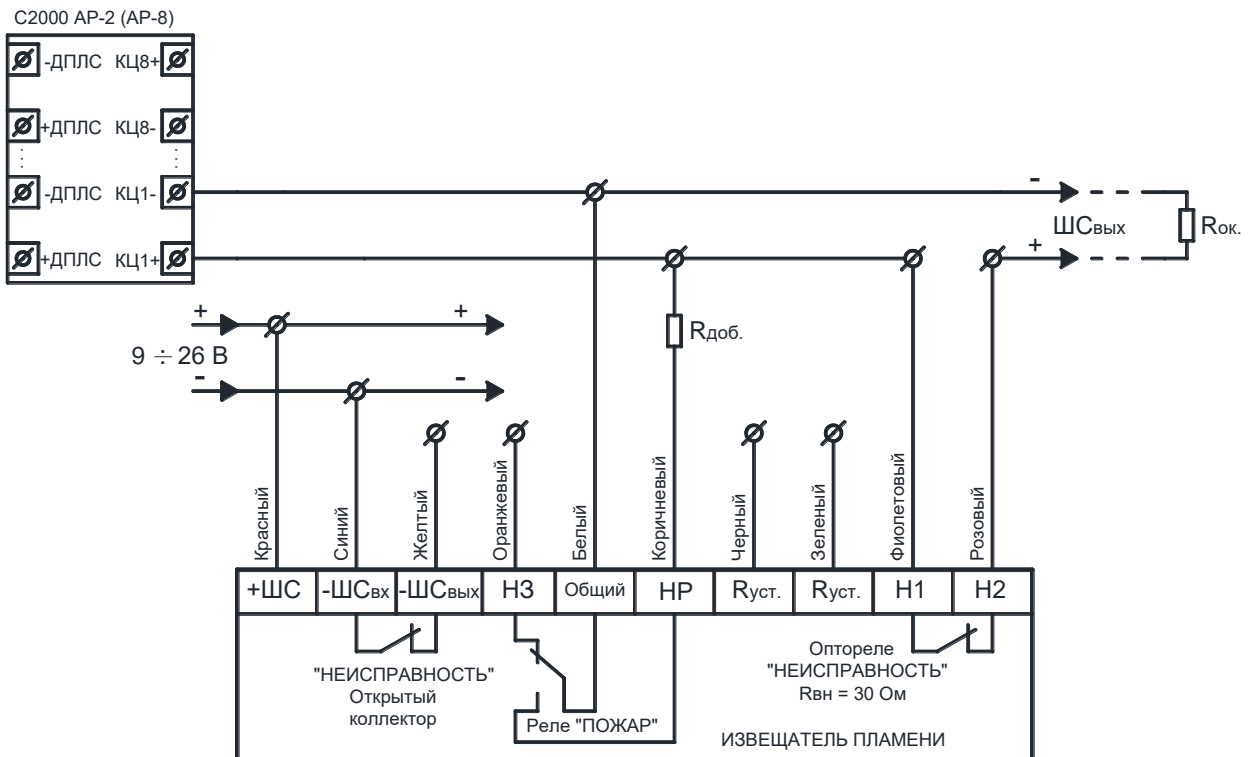 С2000 АР-2 (АР-8)
-ДПЛС КЦ8+
+ДПЛС КЦ8-
-ДПЛС КЦ1-
+ДПЛС КЦ1+
-
ШСвых
+
Rок.
+ +
9 ÷ 26 В
- -
Rдоб.
Красный
Синий
Желтый
Оранжевый
Белый
Коричневый
Черный
Зеленый
Фиолетовый
Розовый
+ШС -ШСвх -ШСвых НЗ Общий НР Rуст. Rуст. Н1 Н2
"НЕИСПРАВНОСТЬ"
Открытый
коллектор
Реле "ПОЖАР"
Оптореле
"НЕИСПРАВНОСТЬ"
Rвн = 30 Ом
ИЗВЕЩАТЕЛЬ ПЛАМЕНИ